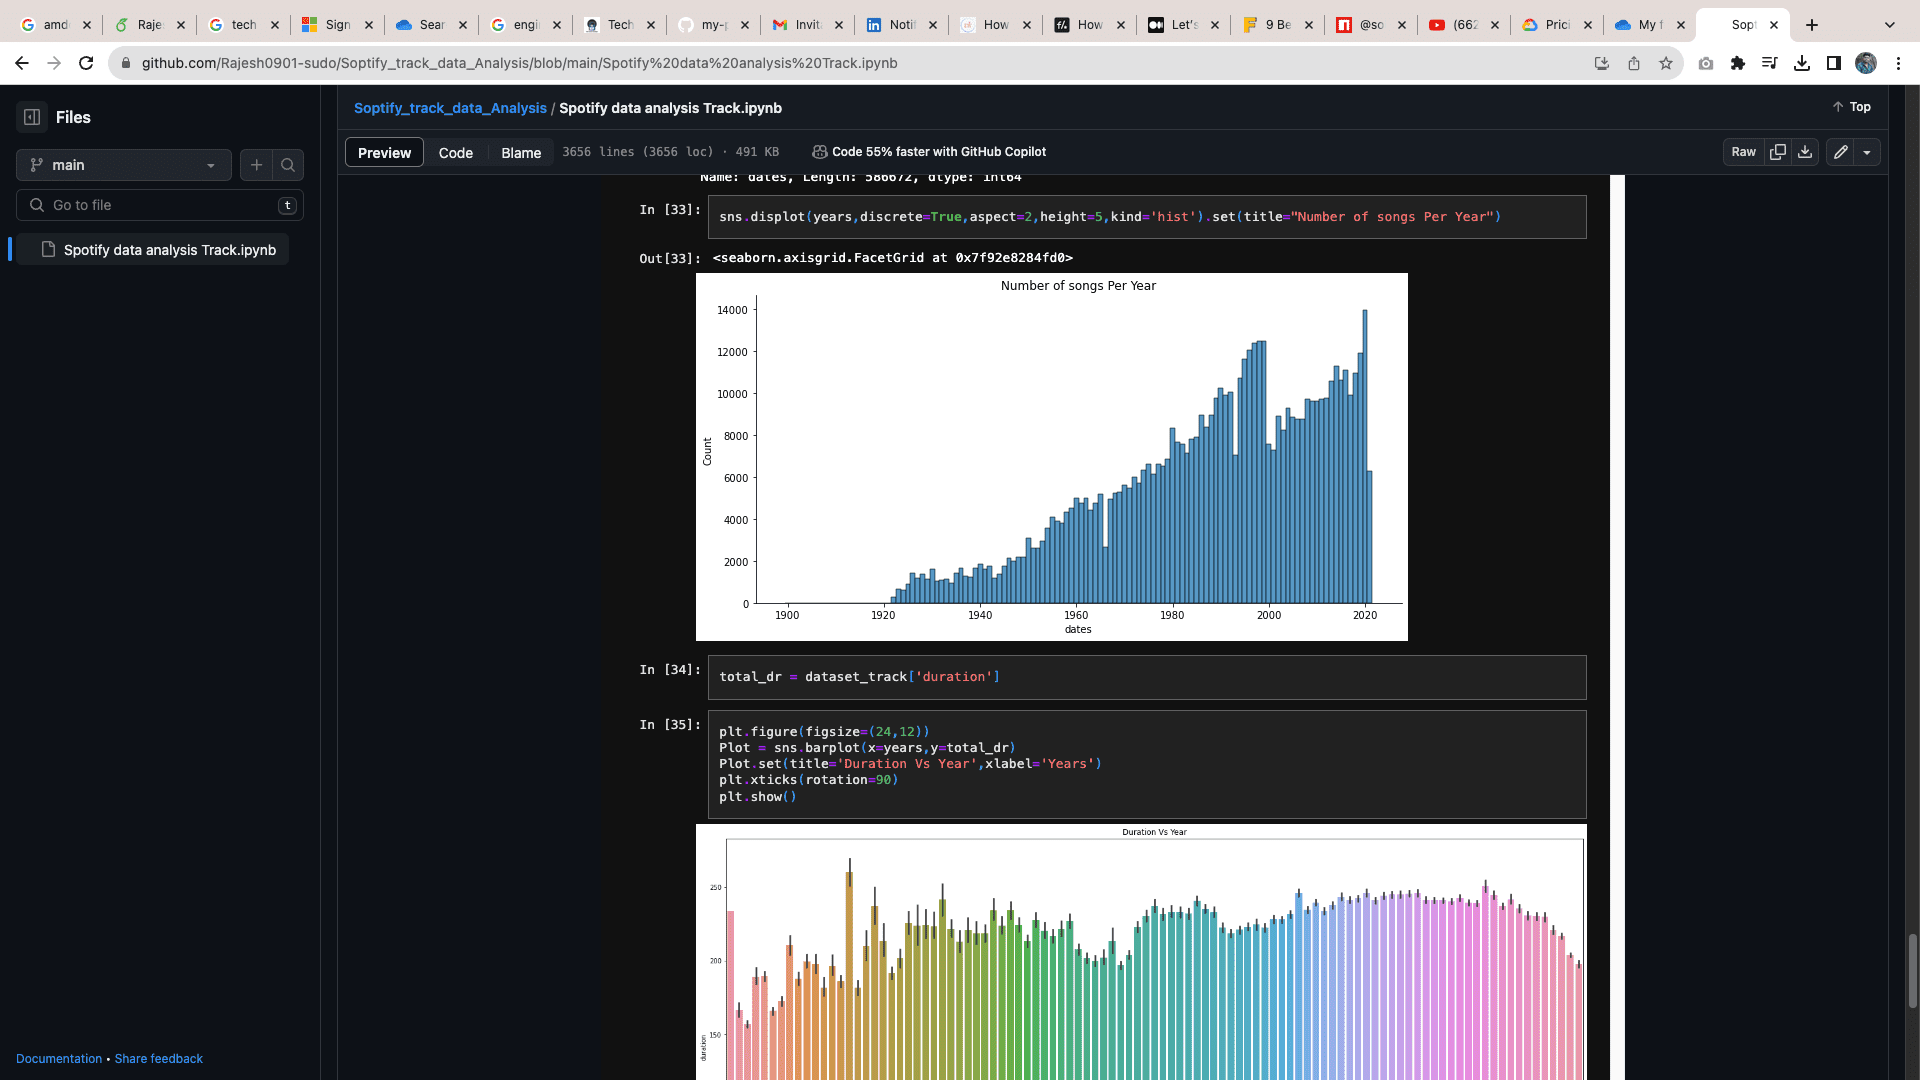 amd
Raje
tech
Sign
Sear
engi
Tech
my-p
Invita
Notif
How
How
Let's
9 Be
@so
(662
Prici
My f
Sopt
github.com/Rajesh0901-sudo/Soptify_track_data_Analysis/blob/main/Spotify%20data%20analysis%20Track.ipynb
Files
Soptify_track_data_Analysis / Spotify data analysis Track.ipynb
Top
main
Preview Code Blame 3656 lines (3656 loc) · 491 KB Code 55% faster with GitHub Copilot Raw
Go to file t
Spotify data analysis Track.ipynb
Name: dates, Length: 586672, dtype: int64
In [33]: sns.displot(years,discrete=True,aspect=2,height=5,kind='hist').set(title="Number of songs Per Year")
Out[33]: <seaborn.axisgrid.FacetGrid at 0x7f92e8284fd0>
Number of songs Per Year
14000
12000
10000
8000
6000
4000
2000
0
Count
1900 1920 1940 1960 1980 2000 2020
dates
In [34]: total_dr = dataset_track['duration']
In [35]: plt.figure(figsize=(24,12))
Plot = sns.barplot(x=years,y=total_dr)
Plot.set(title='Duration Vs Year',xlabel='Years')
plt.xticks(rotation=90)
plt.show()
Duration Vs Year
250
200
150
duration
Documentation • Share feedback